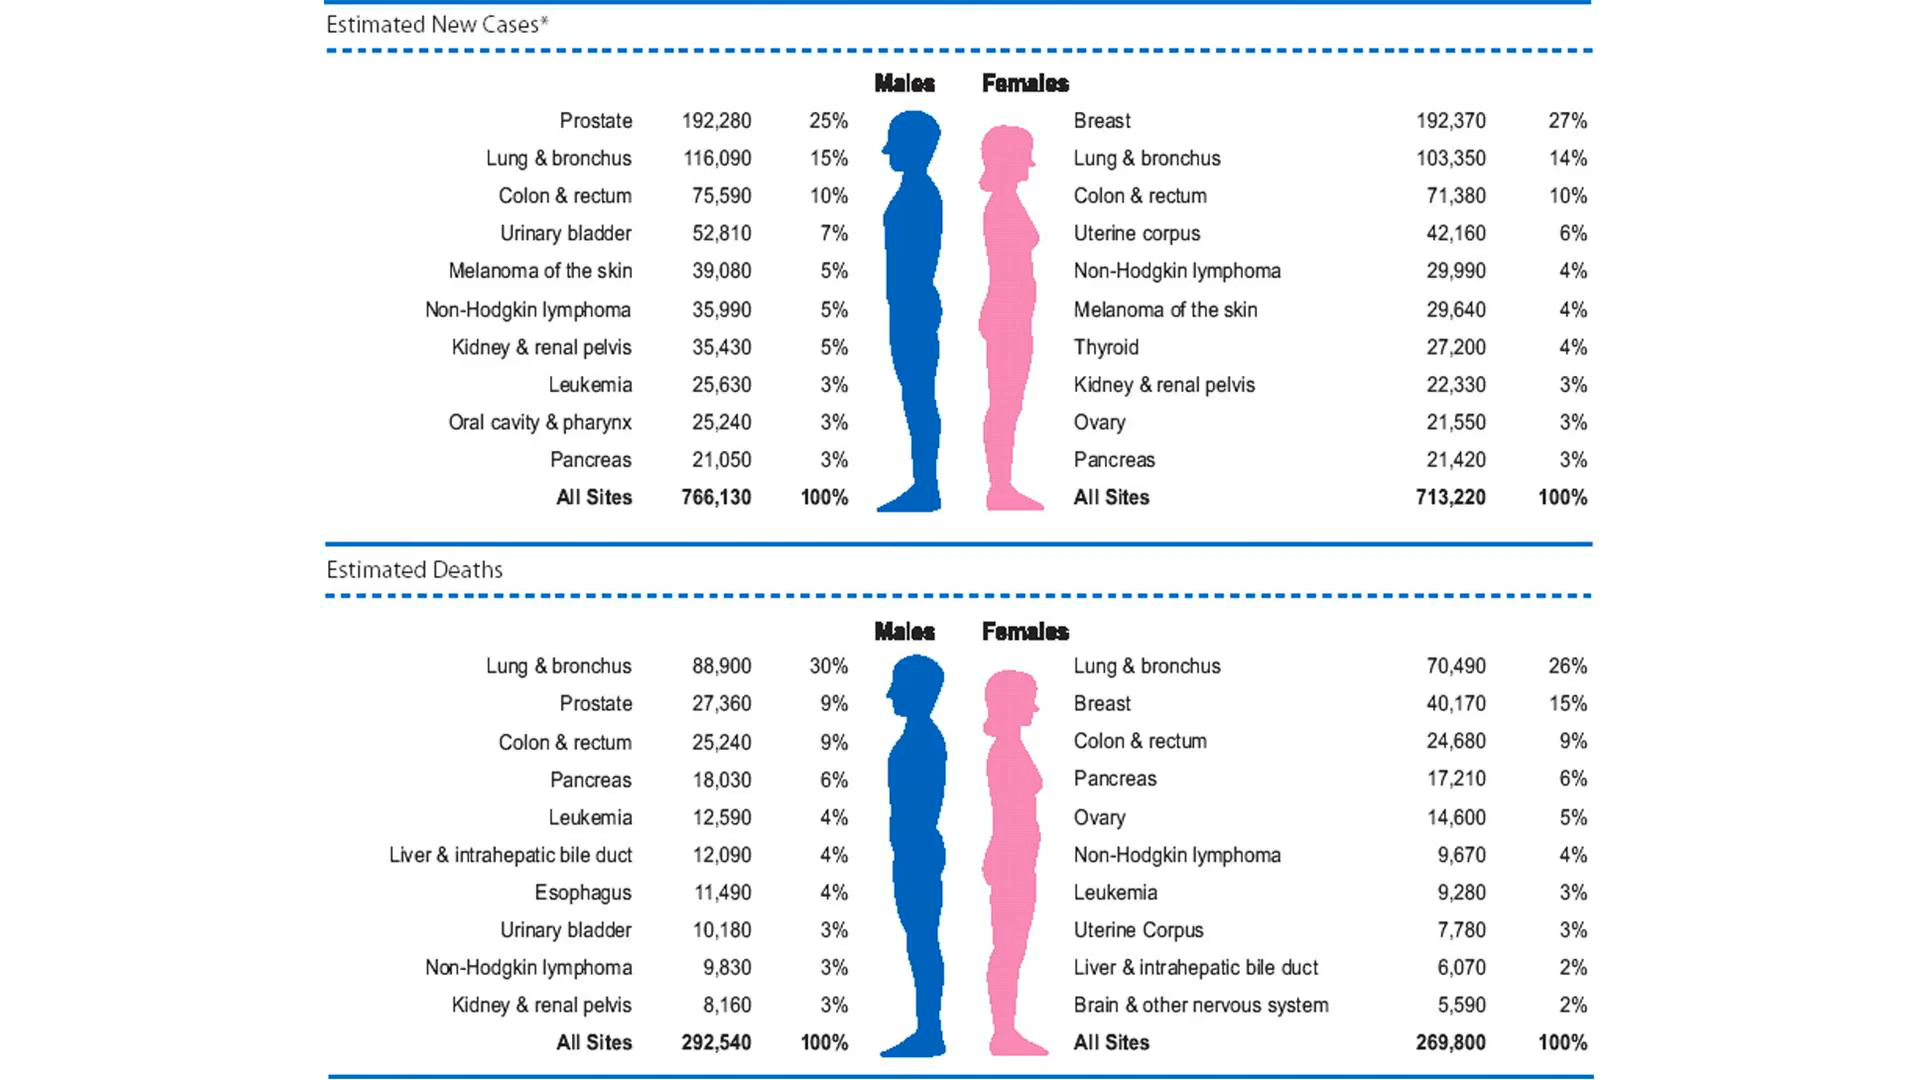 Estimated New Cases*
Males Females
Prostate 192,280 25% Breast 192,370 27%
Lung & bronchus 116,090 15% Lung & bronchus 103,350 14%
Colon & rectum 75,590 10% Colon & rectum 71,380 10%
Urinary bladder 52,810 7% Uterine corpus 42,160 6%
Melanoma of the skin 39,080 5% Non-Hodgkin lymphoma 29,990 4%
Non-Hodgkin lymphoma 35,990 5% Melanoma of the skin 29,640 4%
Kidney & renal pelvis 35,430 5% Thyroid 27,200 4%
Leukemia 25,630 3% Kidney & renal pelvis 22,330 3%
Oral cavity & pharynx 25,240 3% Ovary 21,550 3%
Pancreas 21,050 3% Pancreas 21,420 3%
All Sites 766,130 100% All Sites 713,220 100%
Estimated Deaths
Males Females
Lung & bronchus 88,900 30% Lung & bronchus 70,490 26%
Prostate 27,360 9% Breast 40,170 15%
Colon & rectum 25,240 9% Colon & rectum 24,680 9%
Pancreas 18,030 6% Pancreas 17,210 6%
Leukemia 12,590 4% Ovary 14,600 5%
Liver & intrahepatic bile duct 12,090 4% Non-Hodgkin lymphoma 9,670 4%
Esophagus 11,490 4% Leukemia 9,280 3%
Urinary bladder 10,180 3% Uterine Corpus 7,780 3%
Non-Hodgkin lymphoma 9,830 3% Liver & intrahepatic bile duct 6,070 2%
Kidney & renal pelvis 8,160 3% Brain & other nervous system 5,590 2%
All Sites 292,540 100% All Sites 269,800 100%